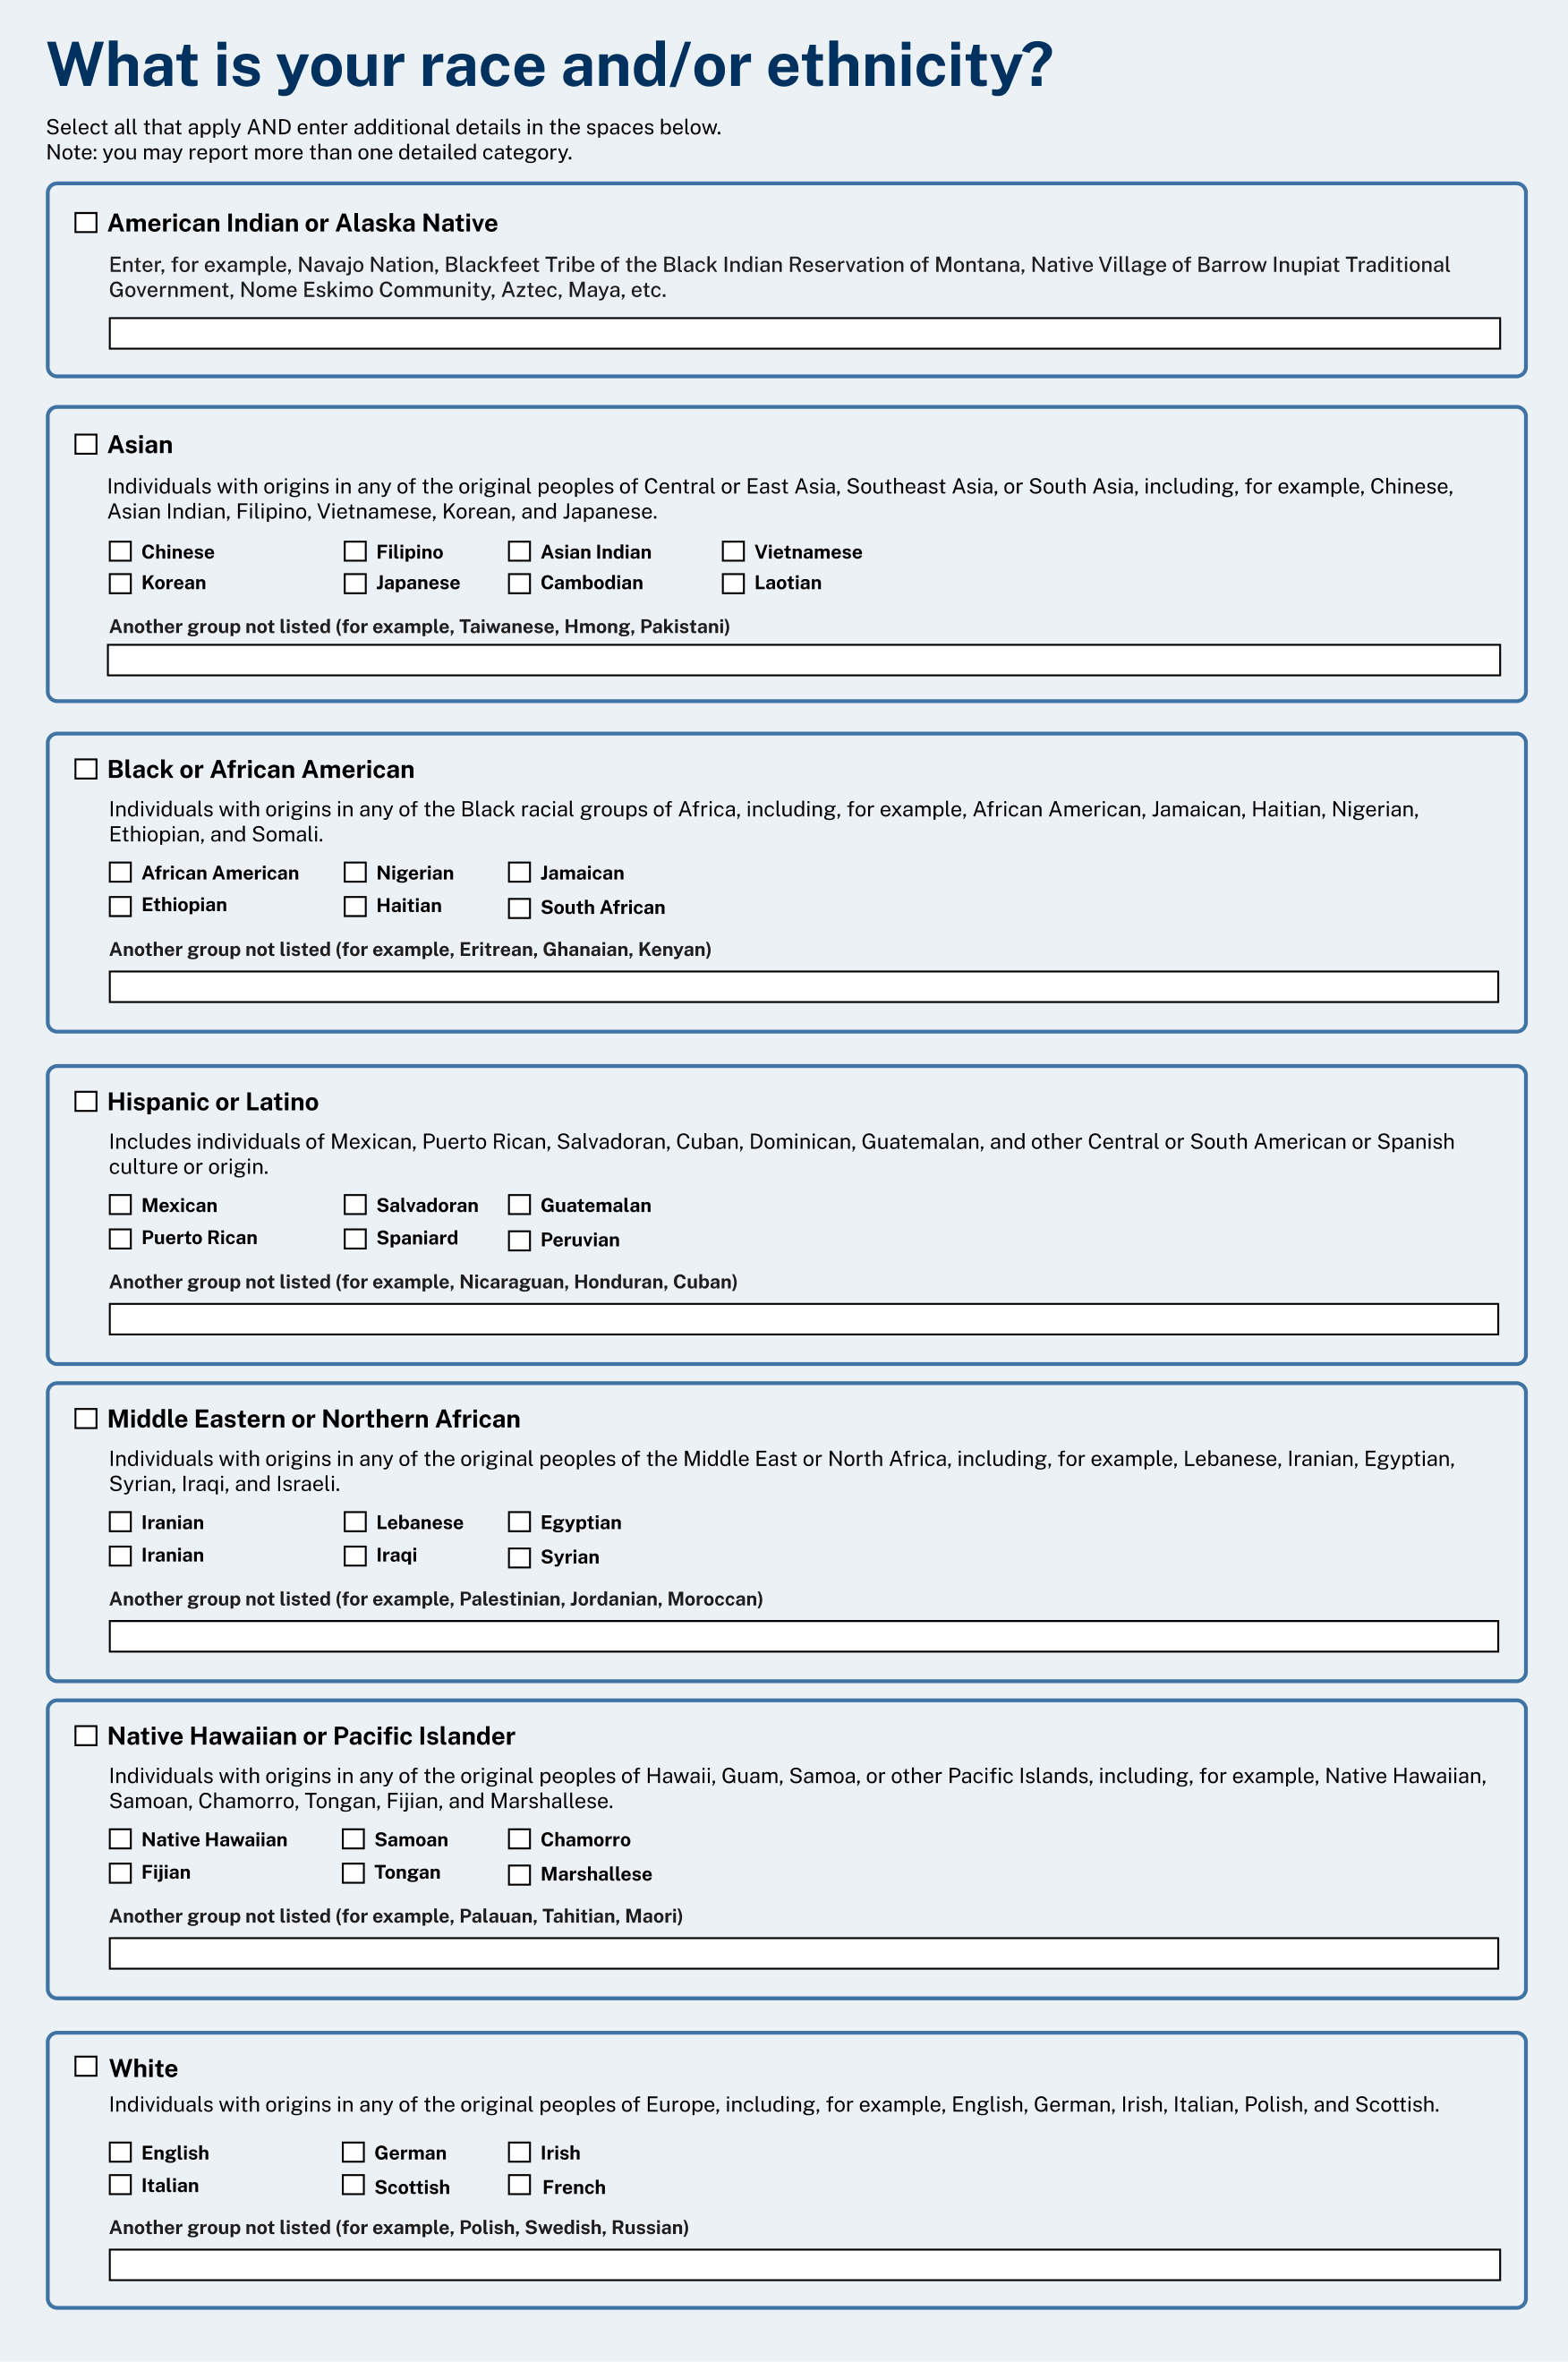 What is your race and/or ethnicity?
Select all that apply AND enter additional details in the spaces below.
Note: you may report more than one detailed category.
American Indian or Alaska Native
Enter, for example, Navajo Nation, Blackfeet Tribe of the Black Indian Reservation of Montana, Native Village of Barrow Inupiat Traditional
Government, Nome Eskimo Community, Aztec, Maya, etc.
Asian
Individuals with origins in any of the original peoples of Central or East Asia, Southeast Asia, or South Asia, including, for example, Chinese,
Asian Indian, Filipino, Vietnamese, Korean, and Japanese.
Chinese Filipino Asian Indian Vietnamese
Korean Japanese Cambodian Laotian
Another group not listed (for example, Taiwanese, Hmong, Pakistani)
Black or African American
Individuals with origins in any of the Black racial groups of Africa, including, for example, African American, Jamaican, Haitian, Nigerian,
Ethiopian, and Somali.
African American Nigerian Jamaican
Ethiopian Haitian South African
Another group not listed (for example, Eritrean, Ghanaian, Kenyan)
Hispanic or Latino
Includes individuals of Mexican, Puerto Rican, Salvadoran, Cuban, Dominican, Guatemalan, and other Central or South American or Spanish
culture or origin.
Mexican Salvadoran Guatemalan
Puerto Rican Spaniard Peruvian
Another group not listed (for example, Nicaraguan, Honduran, Cuban)
Middle Eastern or Northern African
Individuals with origins in any of the original peoples of the Middle East or North Africa, including, for example, Lebanese, Iranian, Egyptian,
Syrian, Iraqi, and Israeli.
Iranian Lebanese Egyptian
Iranian Iraqi Syrian
Another group not listed (for example, Palestinian, Jordanian, Moroccan)
Native Hawaiian or Pacific Islander
Individuals with origins in any of the original peoples of Hawaii, Guam, Samoa, or other Pacific Islands, including, for example, Native Hawaiian,
Samoan, Chamorro, Tongan, Fijian, and Marshallese.
Native Hawaiian Samoan Chamorro
Fijian Tongan Marshallese
Another group not listed (for example, Palauan, Tahitian, Maori)
White
Individuals with origins in any of the original peoples of Europe, including, for example, English, German, Irish, Italian, Polish, and Scottish.
English German Irish
Italian Scottish French
Another group not listed (for example, Polish, Swedish, Russian)